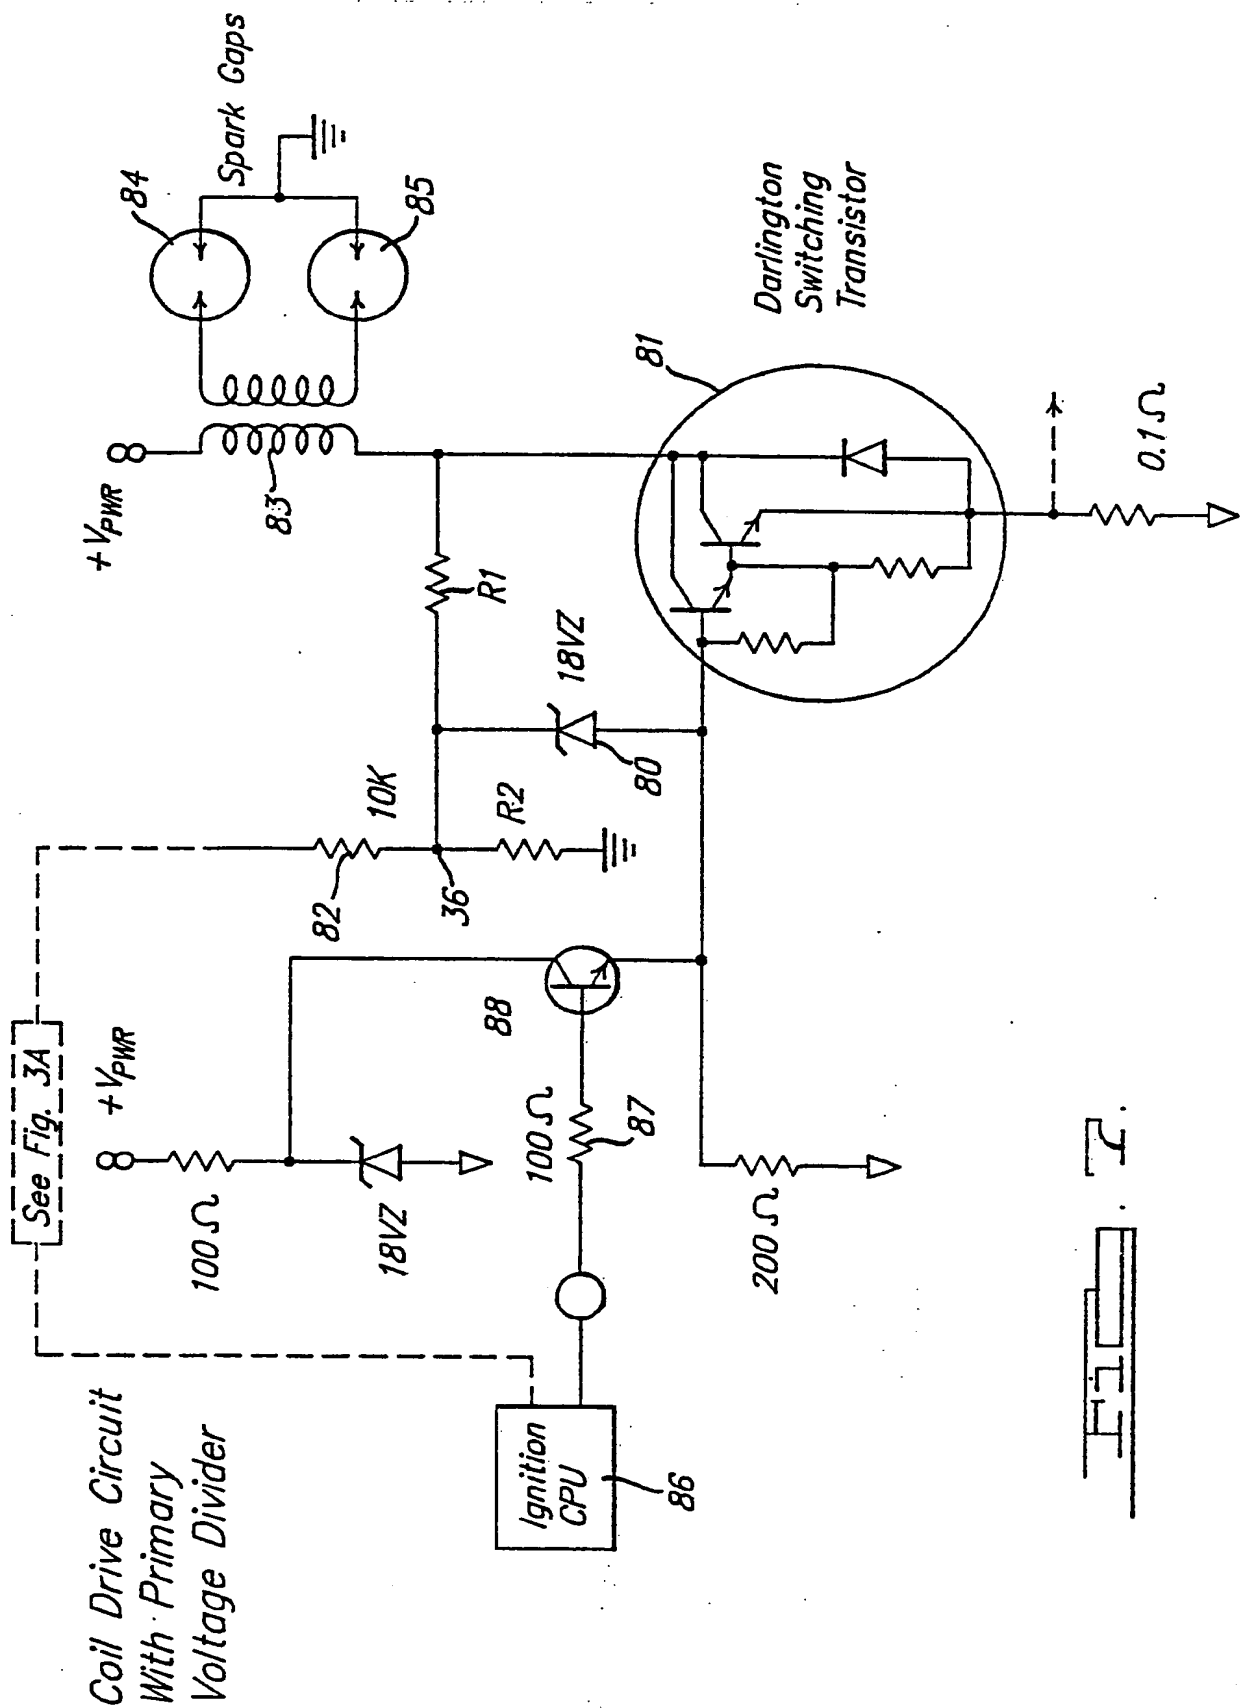 Coil Drive Circuit
With Primary
Voltage Divider
See Fig. 3A
+VPWR
100Ω
18VZ
Ignition
CPU
86
100Ω
87
88
200Ω
82
10K
36
R2
R1
18VZ
80
+VPWR
83
84
85
Spark Gaps
81
Darlington
Switching
Transistor
0.1Ω